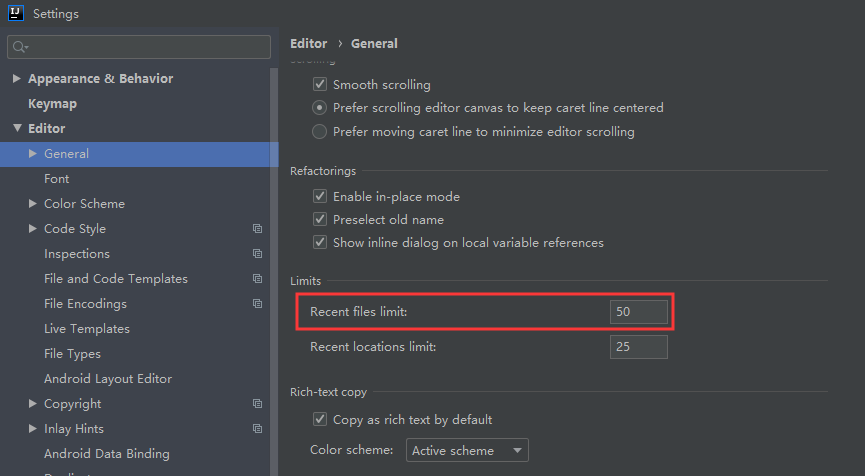 IJ Settings
Appearance & Behavior
Keymap
Editor
General
Font
Color Scheme
Code Style
Inspections
File and Code Templates
File Encodings
Live Templates
File Types
Android Layout Editor
Copyright
Inlay Hints
Android Data Binding
Editor › General
Scrolling
Smooth scrolling
Prefer scrolling editor canvas to keep caret line centered
Prefer moving caret line to minimize editor scrolling
Refactorings
Enable in-place mode
Preselect old name
Show inline dialog on local variable references
Limits
Recent files limit: 50
Recent locations limit: 25
Rich-text copy
Copy as rich text by default
Color scheme: Active scheme